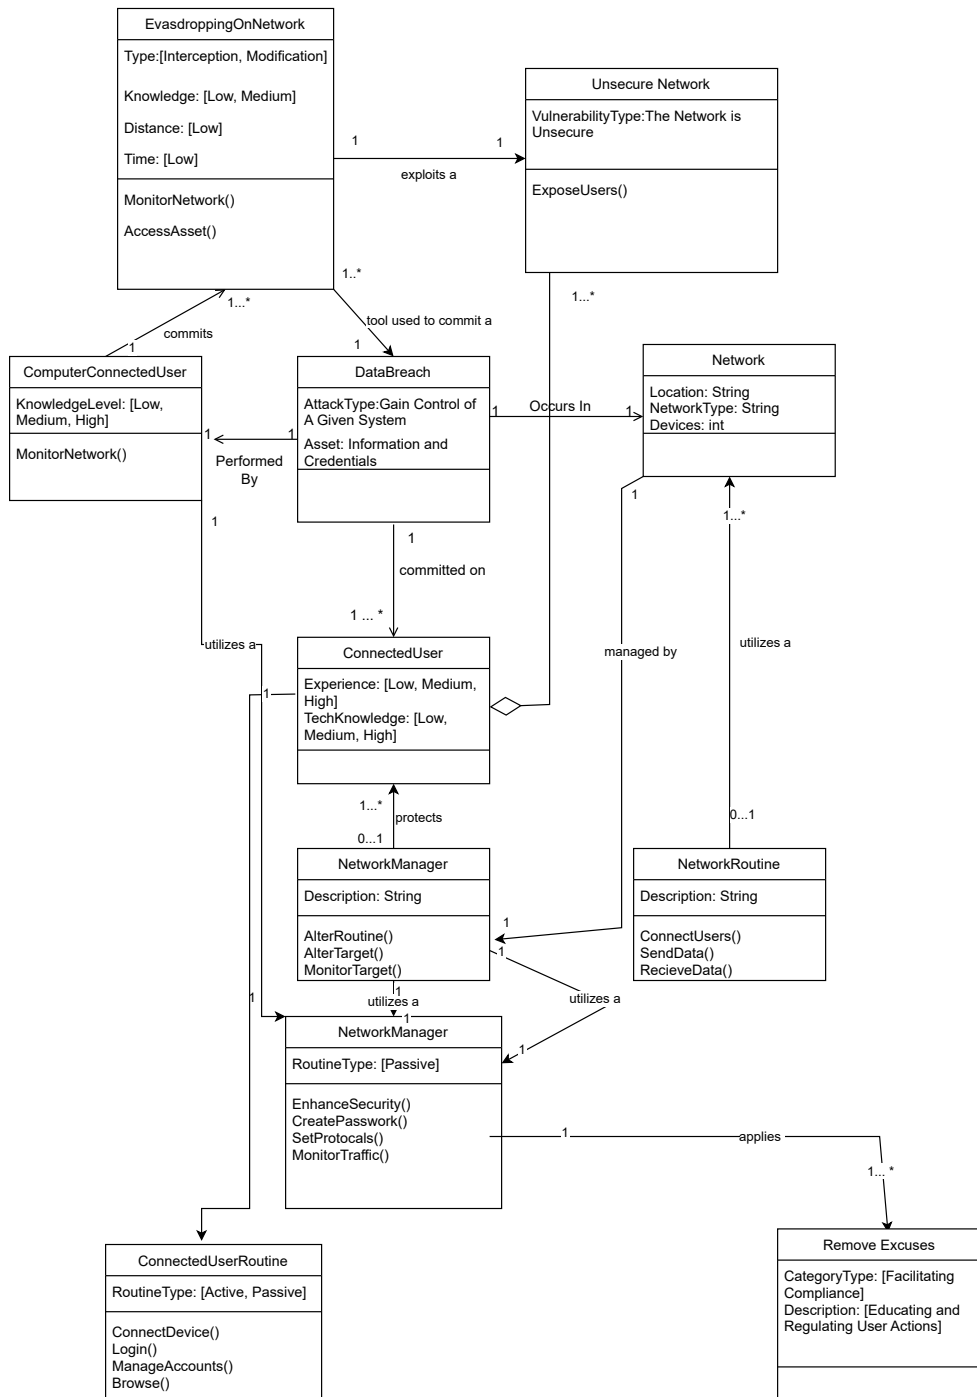 EvasdroppingOnNetwork
Type:[Interception, Modification]
Knowledge: [Low, Medium]
Distance: [Low]
Time: [Low]
MonitorNetwork()
AccessAsset()
Unsecure Network
VulnerabilityType:The Network is
Unsecure
ExposeUsers()
1
1
exploits a
1..*
1...*
1...*
tool used to commit a
commits
1
1
ComputerConnectedUser
KnowledgeLevel: [Low,
Medium, High]
MonitorNetwork()
DataBreach
AttackType:Gain Control of
A Given System
Asset: Information and
Credentials
Network
Location: String
NetworkType: String
Devices: int
1
Occurs In
1
1
1
Performed
By
1
1
1
1...*
committed on
1 ... *
utilizes a
managed by
utilizes a
ConnectedUser
Experience: [Low, Medium,
High]
TechKnowledge: [Low,
Medium, High]
1
1...*
protects
0...1
0...1
NetworkManager
Description: String
AlterRoutine()
AlterTarget()
MonitorTarget()
NetworkRoutine
Description: String
ConnectUsers()
SendData()
RecieveData()
1
1
1
1
utilizes a
utilizes a
1
1
NetworkManager
RoutineType: [Passive]
EnhanceSecurity()
CreatePasswork()
SetProtocals()
MonitorTraffic()
1
applies
1... *
ConnectedUserRoutine
RoutineType: [Active, Passive]
ConnectDevice()
Login()
ManageAccounts()
Browse()
Remove Excuses
CategoryType: [Facilitating
Compliance]
Description: [Educating and
Regulating User Actions]